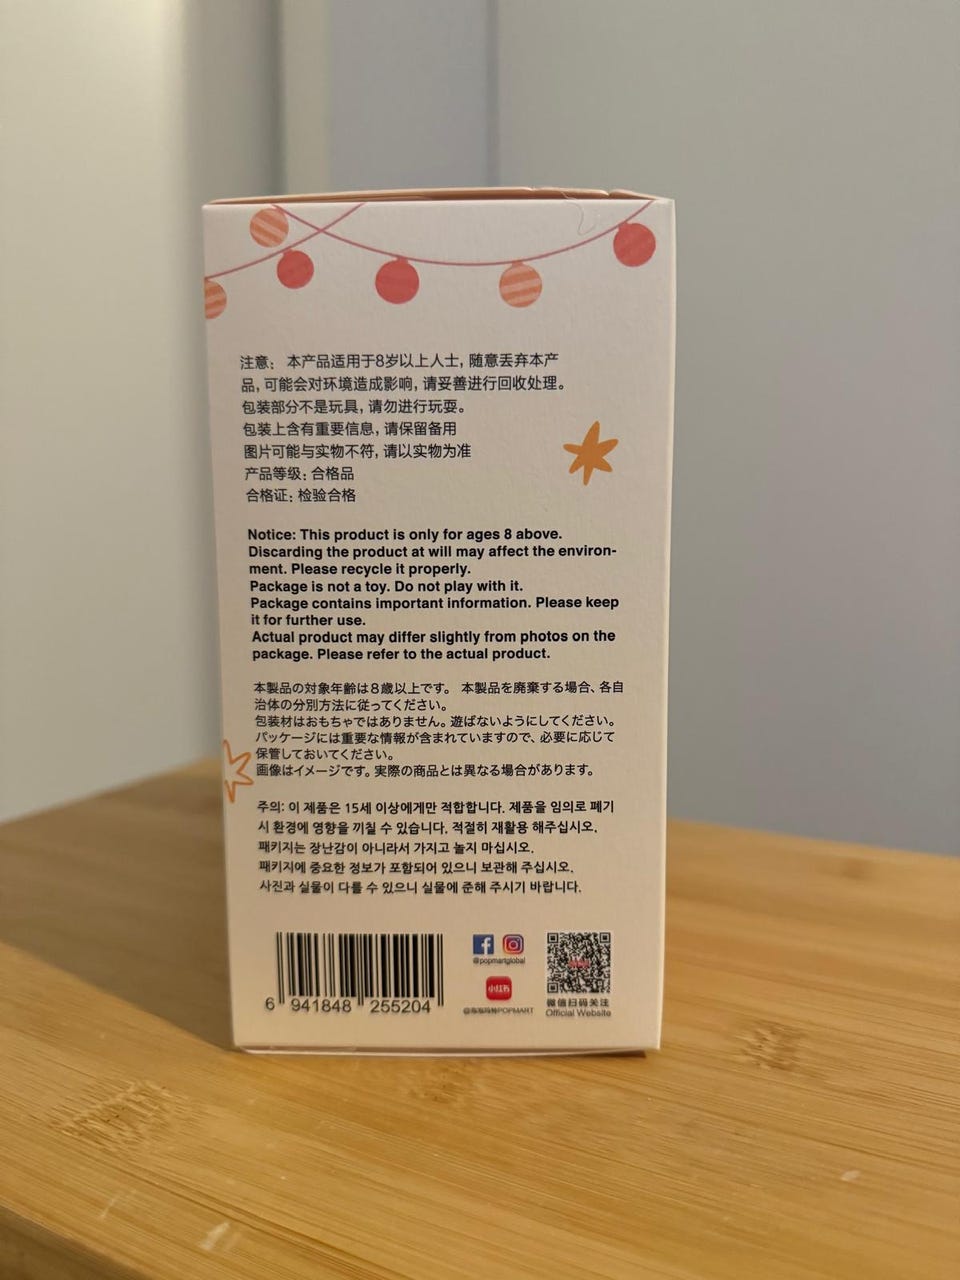 注意： 本产品适用于8岁以上人士，随意丢弃本产
品，可能会对环境造成影响，请妥善进行回收处理。
包装部分不是玩具，请勿进行玩耍。
包装上含有重要信息，请保留备用
图片可能与实物不符，请以实物为准
产品等级：合格品
合格证：检验合格
Notice: This product is only for ages 8 above.
Discarding the product at will may affect the environ-
ment. Please recycle it properly.
Package is not a toy. Do not play with it.
Package contains important information. Please keep
it for further use.
Actual product may differ slightly from photos on the
package. Please refer to the actual product.
本製品の対象年齢は8歳以上です。 本製品を廃棄する場合、各自
治体の分別方法に従ってください。
包装材はおもちゃではありません。遊ばないようにしてください。
パッケージには重要な情報が含まれていますので、必要に応じて
保管しておいてください。
画像はイメージです。実際の商品とは異なる場合があります。
주의: 이 제품은 15세 이상에게만 적합합니다. 제품을 임의로 폐기
시 환경에 영향을 끼칠 수 있습니다. 적절히 재활용 해주십시오.
패키지는 장난감이 아니라서 가지고 놀지 마십시오.
패키지에 중요한 정보가 포함되어 있으니 보관해 주십시오.
사진과 실물이 다를 수 있으니 실물에 준해 주시기 바랍니다.
6 941848 255204
@popmartglobal
小红书
@泡泡玛特POPMART
微信扫码关注
Official Website